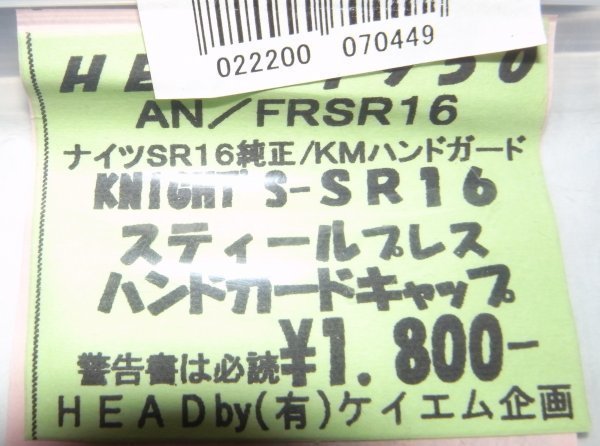 022200 070449
AN/FRSR16
ナイツSR16純正/KMハンドガード
KNIGHT'S-SR16
スティールプレス
ハンドガードキャップ
警告書は必読¥1.800-
HEADby(有)ケイエム企画